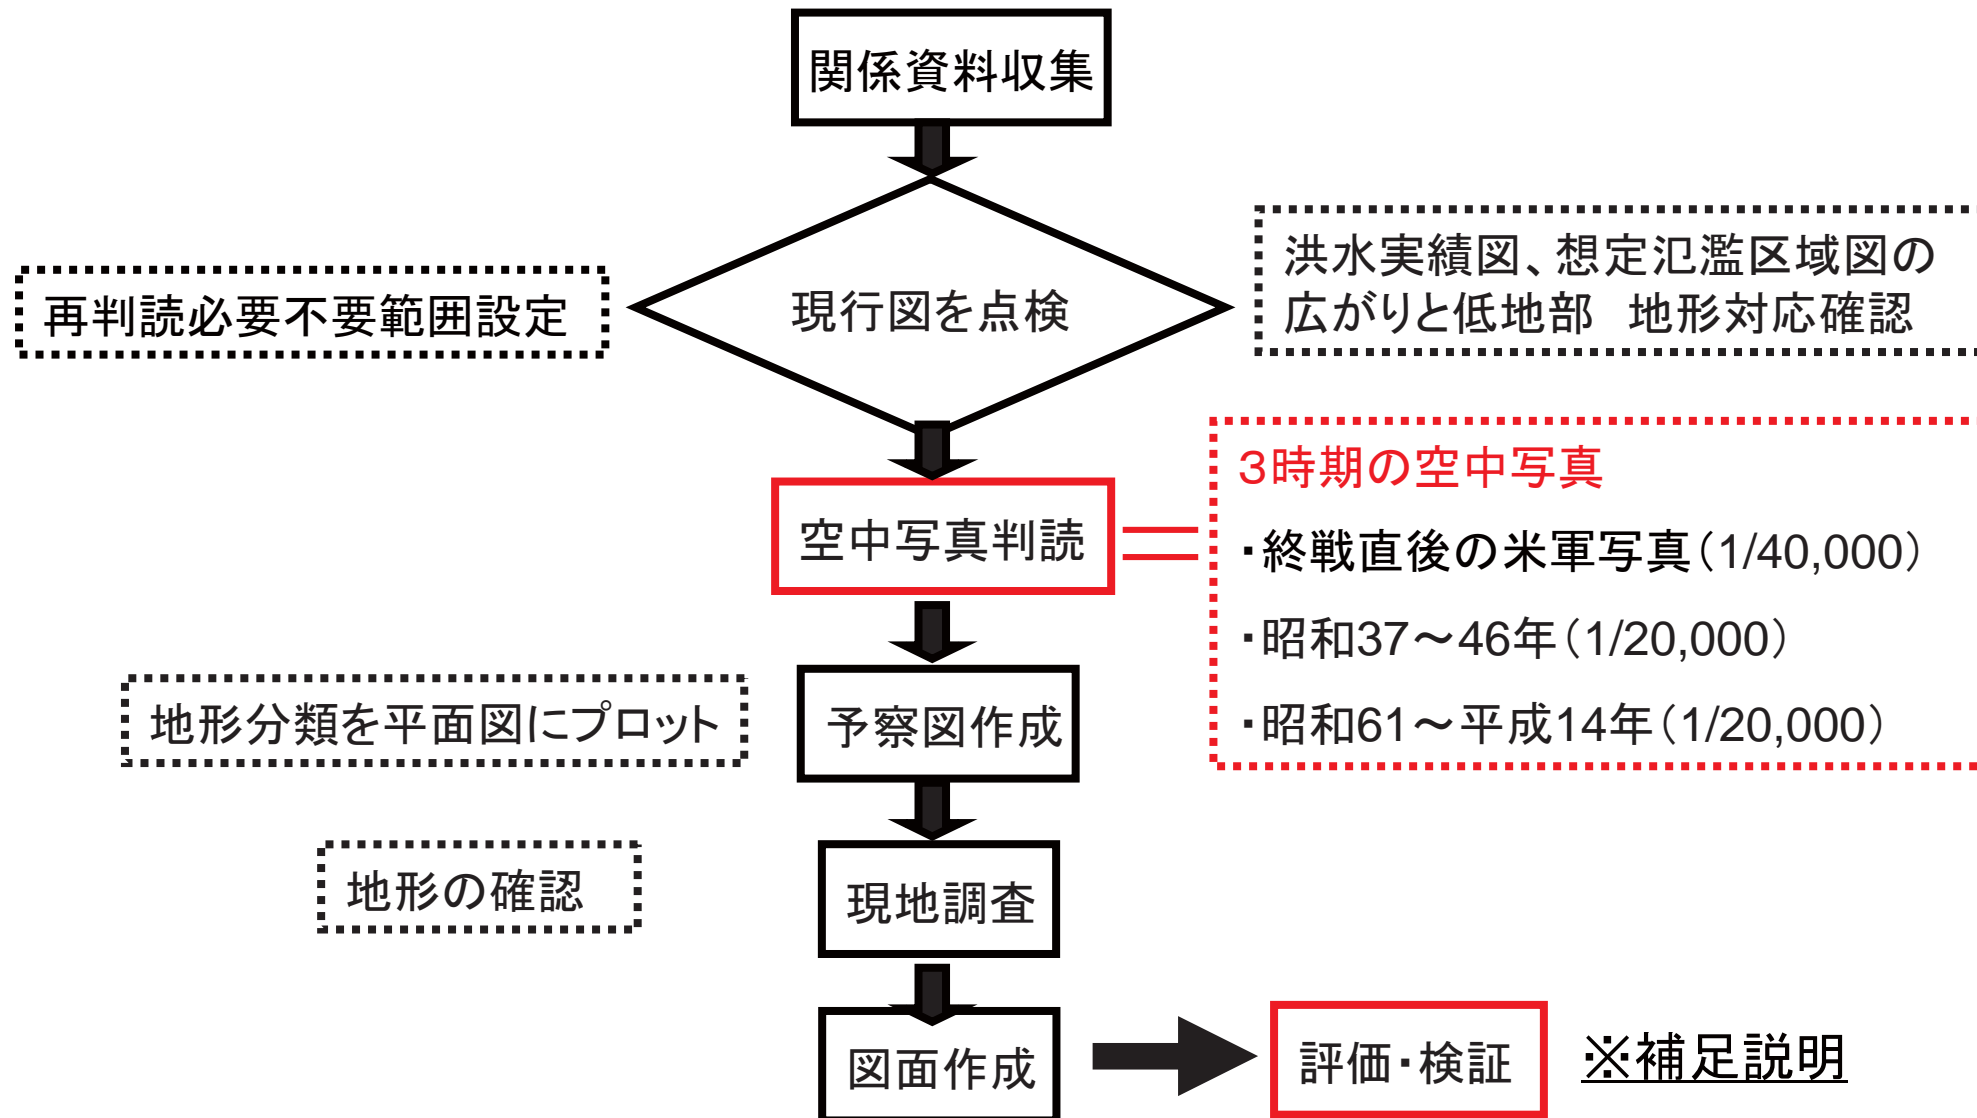 関係資料収集
再判読必要不要範囲設定
現行図を点検
洪水実績図、想定氾濫区域図の
広がりと低地部　地形対応確認
空中写真判読
3時期の空中写真
・終戦直後の米軍写真（1/40,000）
・昭和37～46年（1/20,000）
・昭和61～平成14年（1/20,000）
地形分類を平面図にプロット
予察図作成
地形の確認
現地調査
図面作成
評価・検証
※補足説明